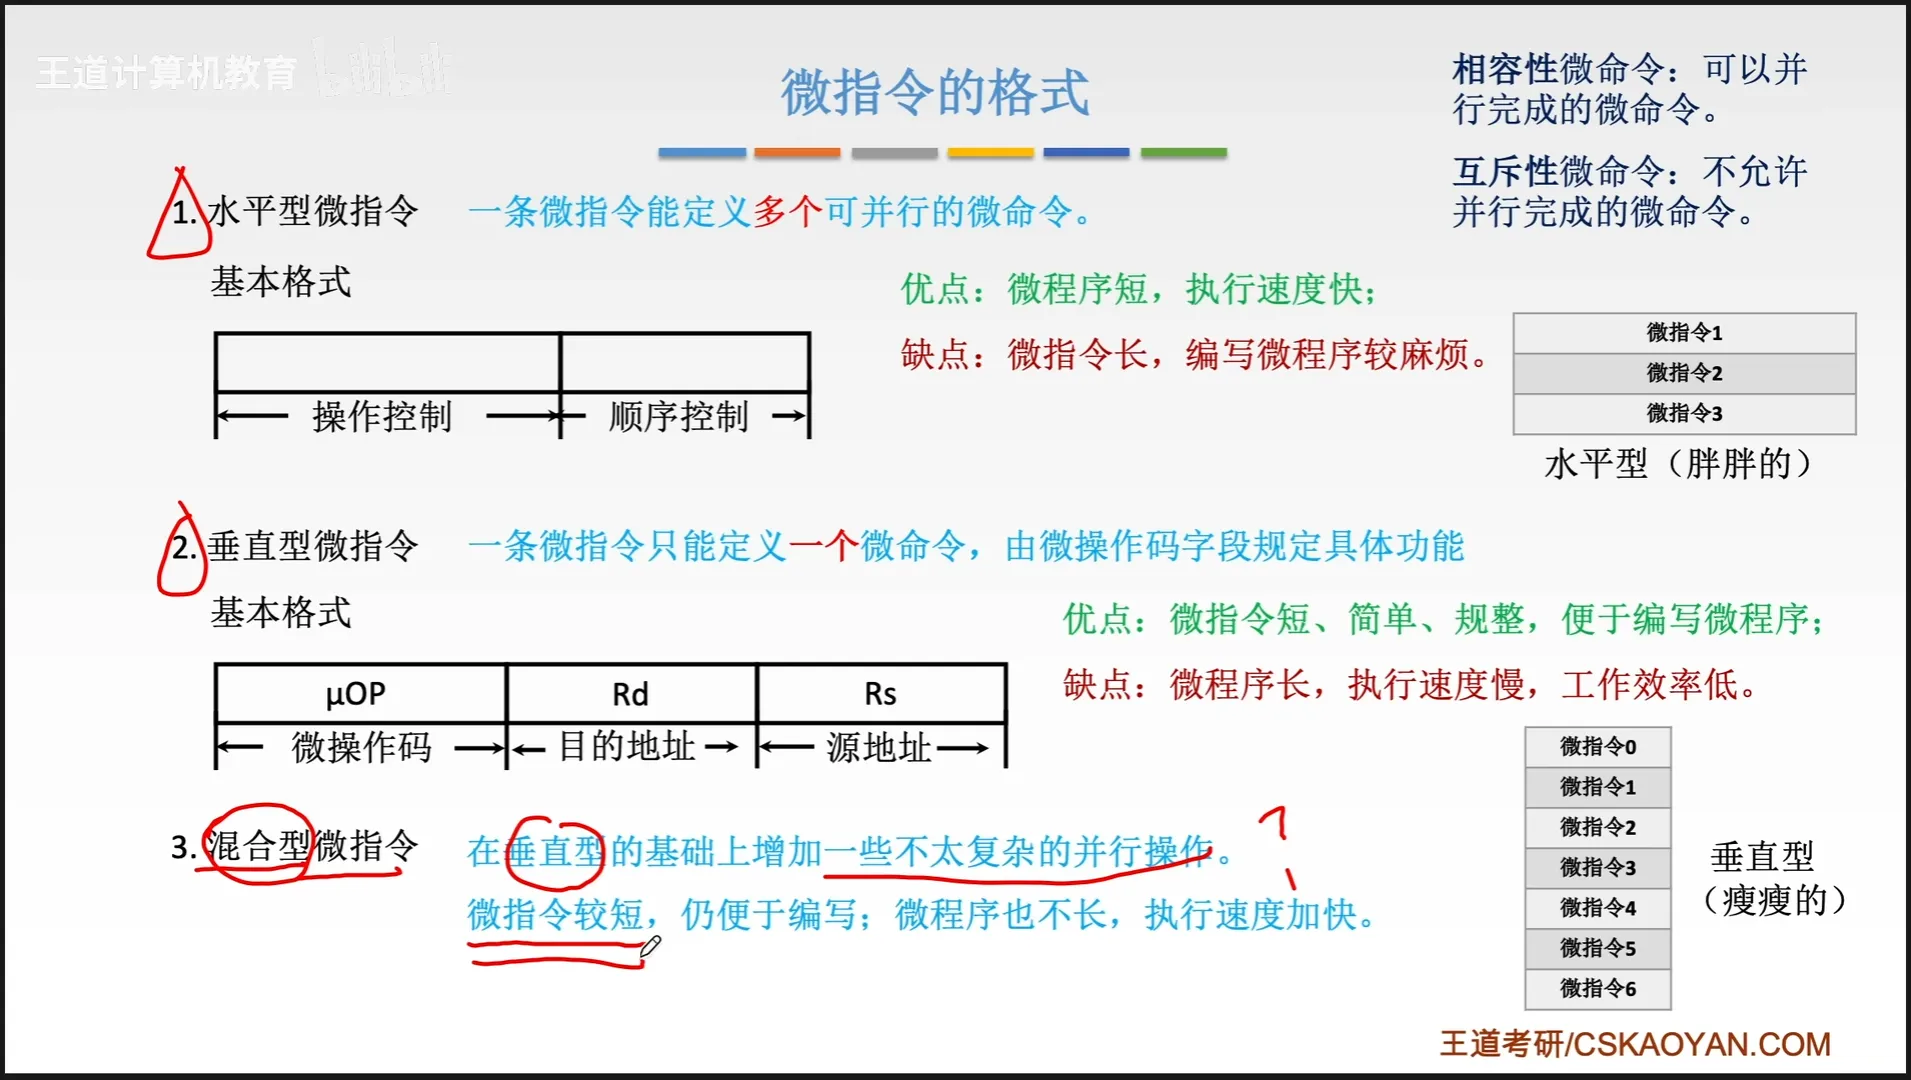 王道计算机教育 bilibili
微指令的格式
相容性微命令：可以并
行完成的微命令。
互斥性微命令：不允许
并行完成的微命令。
1. 水平型微指令 一条微指令能定义多个可并行的微命令。
基本格式
优点：微程序短，执行速度快；
缺点：微指令长，编写微程序较麻烦。
操作控制 顺序控制
微指令1
微指令2
微指令3
水平型（胖胖的）
2. 垂直型微指令 一条微指令只能定义一个微命令，由微操作码字段规定具体功能
基本格式
优点：微指令短、简单、规整，便于编写微程序；
缺点：微程序长，执行速度慢，工作效率低。
μOP Rd Rs
微操作码 目的地址 源地址
3. 混合型微指令 在垂直型的基础上增加一些不太复杂的并行操作。
微指令较短，仍便于编写；微程序也不长，执行速度加快。
微指令0
微指令1
微指令2
微指令3
微指令4
微指令5
微指令6
垂直型
（瘦瘦的）
王道考研/CSKAOYAN.COM